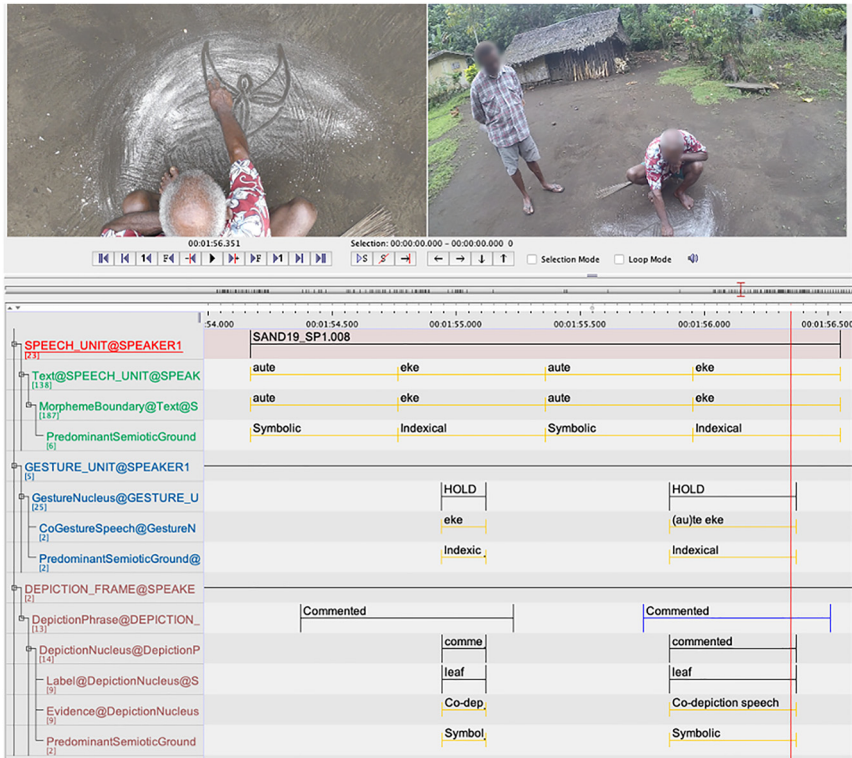 00:01:56.351
Selection: 00:00:00.000 – 00:00:00.000 0
1 F F 1 S S Selection Mode Loop Mode
:54.000 00:01:54.500 00:01:55.000 00:01:55.500 00:01:56.000 00:01:56.500
SAND19_SP1.008
SPEECH_UNIT@SPEAKER1
[23]
aute eke aute eke
Text@SPEECH_UNIT@SPEAK
[138]
aute eke aute eke
MorphemeBoundary@Text@S
[187]
Symbolic Indexical Symbolic Indexical
PredominantSemioticGround
[6]
GESTURE_UNIT@SPEAKER1
[5]
HOLD HOLD
GestureNucleus@GESTURE_U
[25]
eke (au)te eke
CoGestureSpeech@GestureN
[2]
Indexic. Indexical
PredominantSemioticGround@
[2]
DEPICTION_FRAME@SPEAKE
[2]
Commented Commented
DepictionPhrase@DEPICTION_
[13]
comme commented
DepictionNucleus@DepictionP
[14]
leaf leaf
Label@DepictionNucleus@S
[9]
Co-dep. Co-depiction speech
Evidence@DepictionNucleus
[9]
Symbol. Symbolic
PredominantSemioticGround
[2]